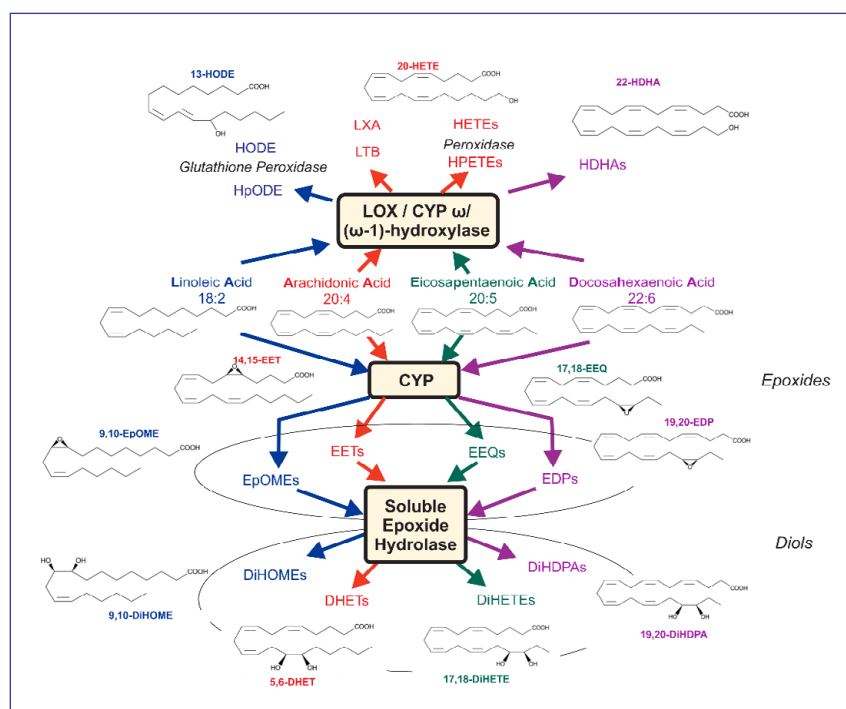 13-HODE
COOH
OH
20-HETE
COOH
OH
22-HDHA
COOH
OH
LXA
HETEs
HODE
LTB
Peroxidase
Glutathione Peroxidase
HPETEs
HDHAs
HpODE
LOX / CYP ω/
(ω-1)-hydroxylase
Linoleic Acid
18:2
Arachidonic Acid
20:4
Eicosapentaenoic Acid
20:5
Docosahexaenoic Acid
22:6
COOH
COOH
COOH
COOH
14,15-EET
O
COOH
CYP
17,18-EEQ
COOH
O
Epoxides
9,10-EpOME
O
COOH
19,20-EDP
COOH
O
EETs
EEQs
EpOMEs
EDPs
Soluble
Epoxide
Hydrolase
Diols
HO
OH
COOH
9,10-DiHOME
DiHOMEs
DiHDPAs
DHETs
DiHETEs
COOH
HO
OH
19,20-DiHDPA
COOH
HO
OH
5,6-DHET
COOH
HO
OH
17,18-DiHETE